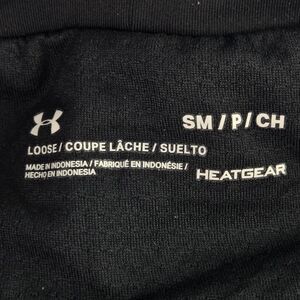 SM / P / CH
LOOSE / COUPE LÂCHE / SUELTO
MADE IN INDONESIA / FABRIQUÉ EN INDONÉSIE /
HECHO EN INDONESIA
HEATGEAR